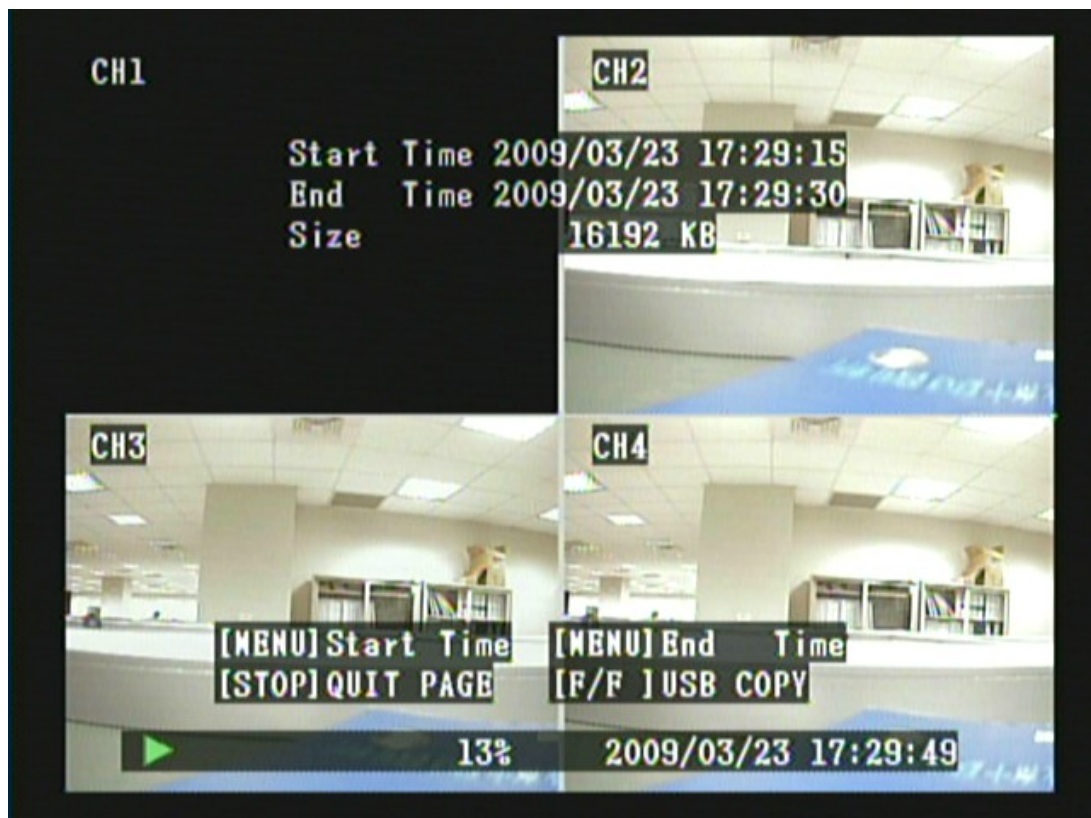 CH1
CH2
Start Time 2009/03/23 17:29:15
End Time 2009/03/23 17:29:30
Size 16192 KB
CH3
CH4
[MENU]Start Time [MENU]End Time
[STOP]QUIT PAGE [F/F ]USB COPY
13% 2009/03/23 17:29:49